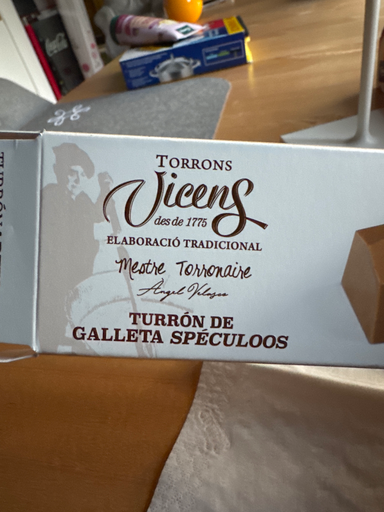 TORRONS
Vicens
des de 1775
ELABORACIÓ TRADICIONAL
Mestre Torronaire
Àngel Velasco
TURRÓN DE
GALLETA SPÉCULOOS